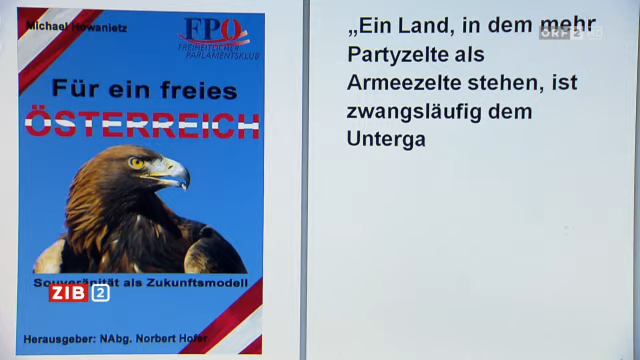 Michael Howanietz
FPÖ
FREIHEITLICHER
PARLAMENTSKLUB
Für ein freies
ÖSTERREICH
Souveränität als Zukunftsmodell
ZIB 2
Herausgeber: NAbg. Norbert Hofer
„Ein Land, in dem mehr
Partyzelte als
Armeezelte stehen, ist
zwangsläufig dem
Unterga
ORF 2